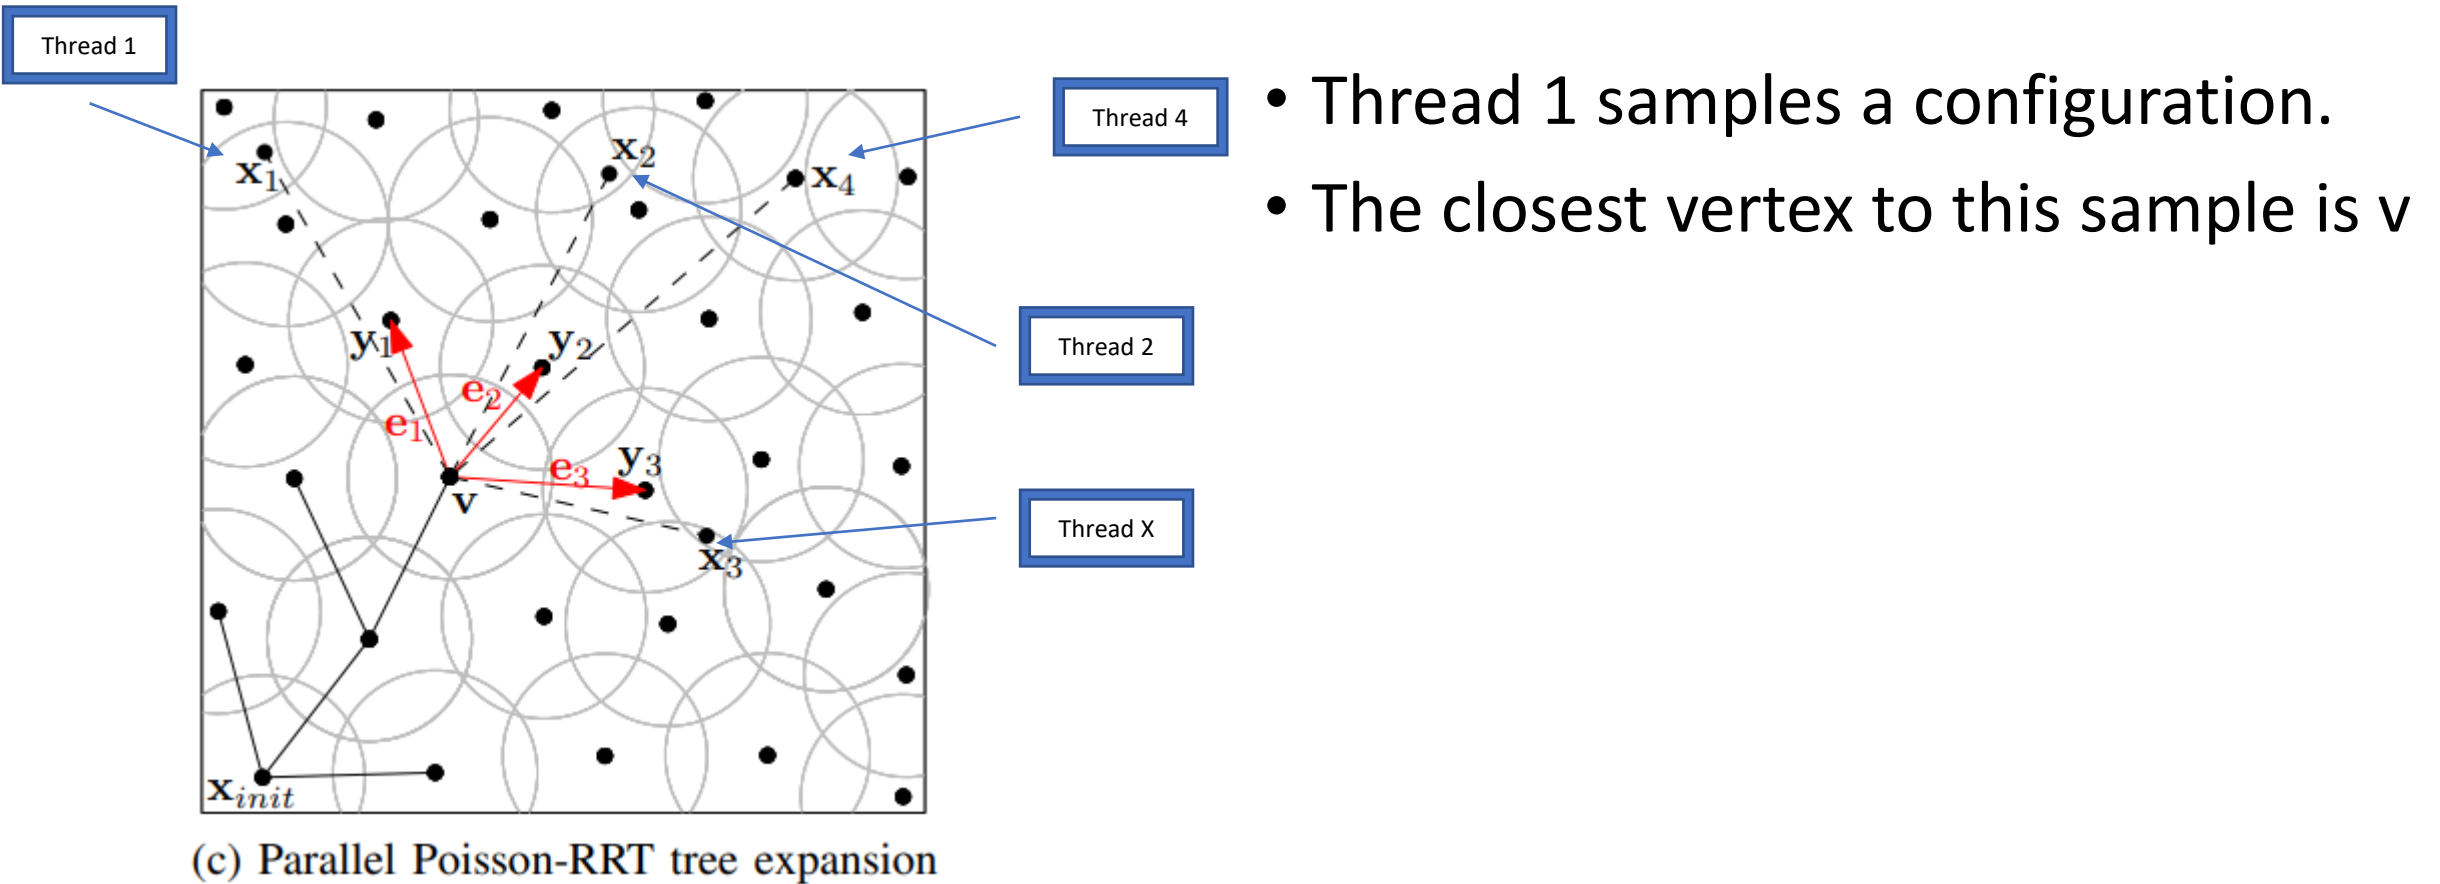 Thread 1
Thread 4
• Thread 1 samples a configuration.
• The closest vertex to this sample is v
x1
x2
x4
y1
y2
Thread 2
e2
e1
y3
e3
v
Thread X
x3
xinit
(c) Parallel Poisson-RRT tree expansion